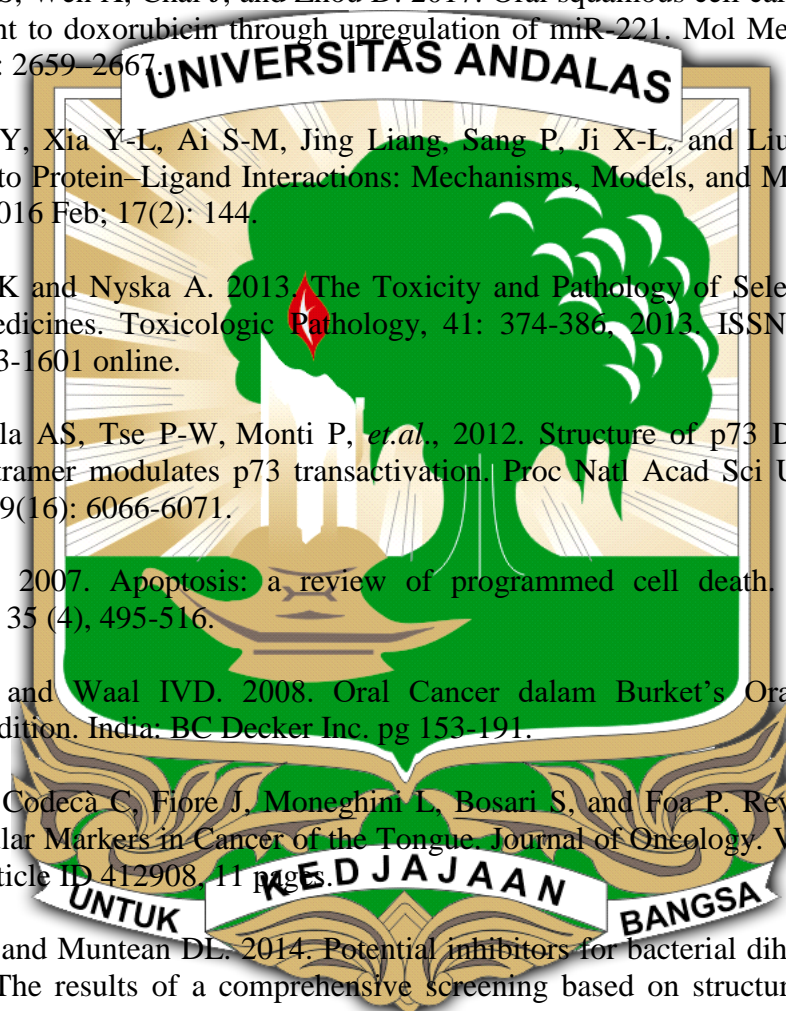 nt to doxorubicin through upregulation of miR-221. Mol Me
: 2659–2667.
UNIVERSITAS ANDALAS
Y, Xia Y-L, Ai S-M, Jing Liang, Sang P, Ji X-L, and Liu
to Protein–Ligand Interactions: Mechanisms, Models, and M
016 Feb; 17(2): 144.
K and Nyska A. 2013. The Toxicity and Pathology of Sele
edicines. Toxicologic Pathology, 41: 374-386, 2013. ISSN
3-1601 online.
la AS, Tse P-W, Monti P, et.al., 2012. Structure of p73 D
tramer modulates p73 transactivation. Proc Natl Acad Sci U
9(16): 6066-6071.
2007. Apoptosis: a review of programmed cell death.
35 (4), 495-516.
and Waal IVD. 2008. Oral Cancer dalam Burket's Ora
dition. India: BC Decker Inc. pg 153-191.
Codecà C, Fiore J, Moneghini L, Bosari S, and Foa P. Rev
lar Markers in Cancer of the Tongue. Journal of Oncology. V
ticle ID 412908, 11 pages.
UNTUK KEDJAJAAN BANGSA
and Muntean DL. 2014. Potential inhibitors for bacterial dih
The results of a comprehensive screening based on structur